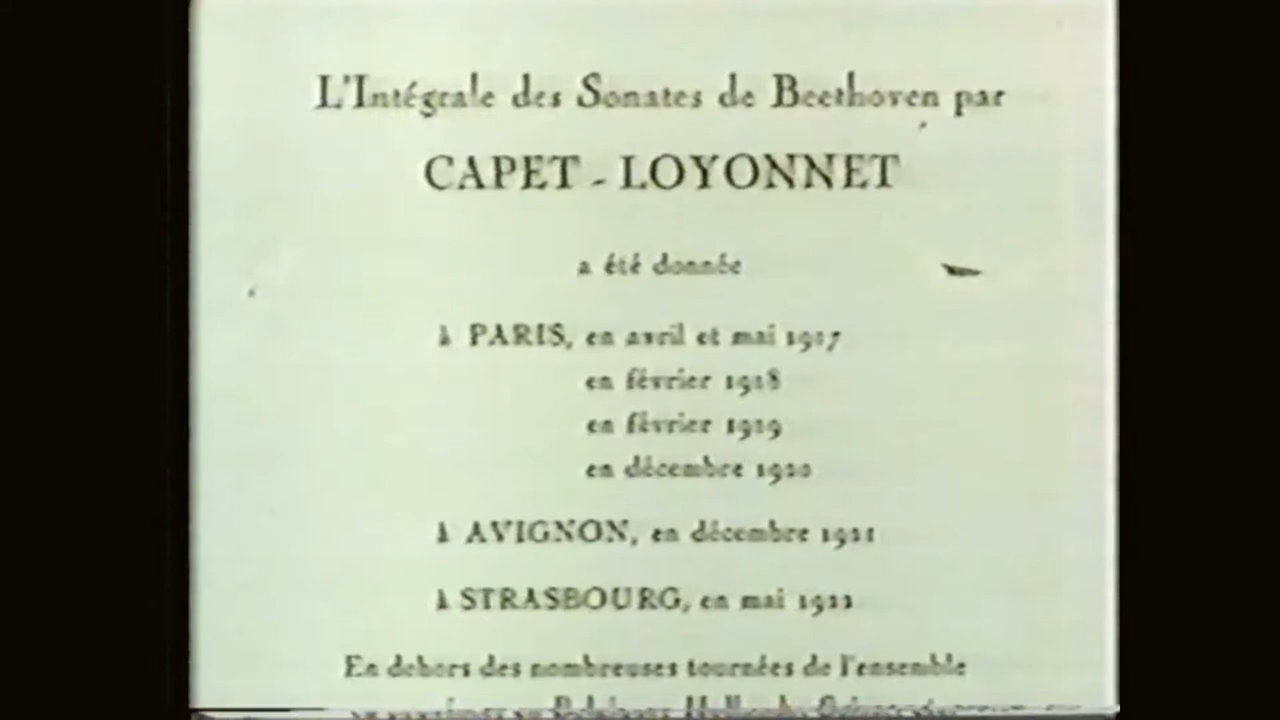 L'Intégrale des Sonates de Beethoven par
CAPET - LOYONNET
a été donnée
à PARIS, en avril et mai 1917
en février 1918
en février 1919
en décembre 1920
à AVIGNON, en décembre 1921
à STRASBOURG, en mai 1922
En dehors des nombreuses tournées de l'ensemble
Belgique, Hollande,